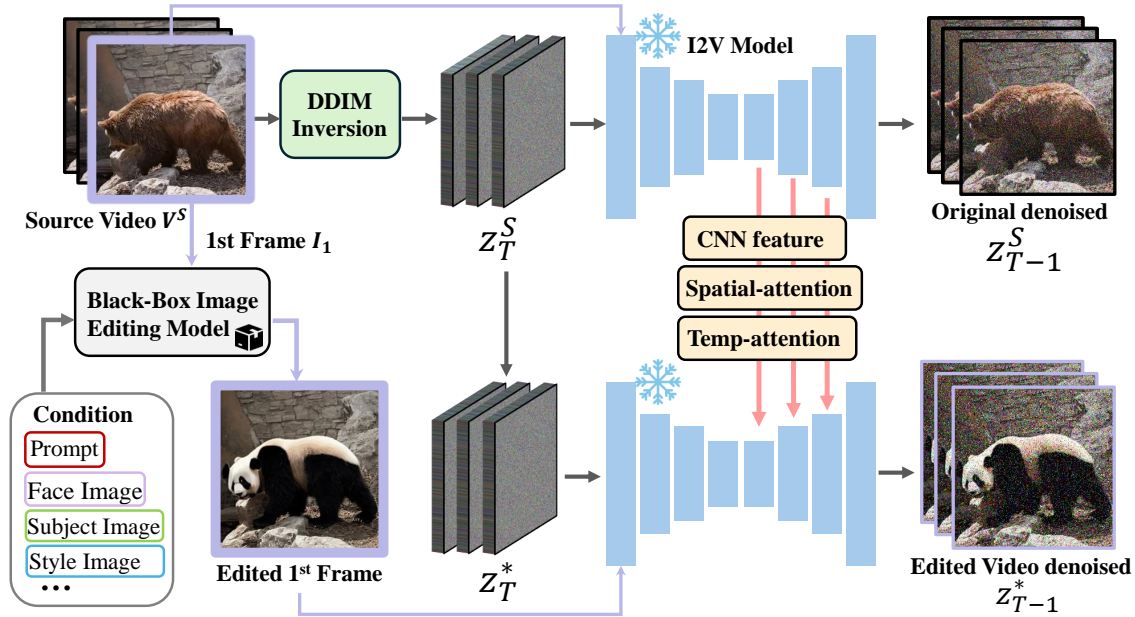 DDIM
Inversion
I2V Model
Source Video V^S
1st Frame I_1
Z_T^S
Original denoised
Z_{T-1}^S
CNN feature
Spatial-attention
Temp-attention
Black-Box Image
Editing Model
Condition
Prompt
Face Image
Subject Image
Style Image
...
Edited 1st Frame
Z_T^*
Edited Video denoised
Z_{T-1}^*